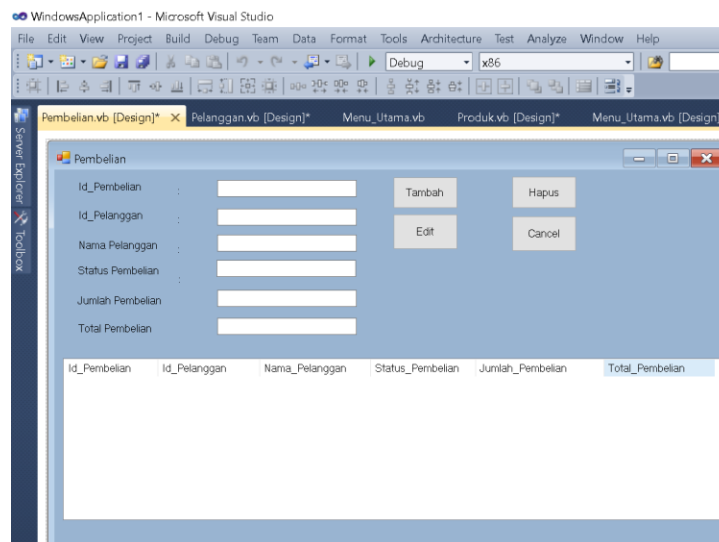 WindowsApplication1 - Microsoft Visual Studio
File Edit View Project Build Debug Team Data Format Tools Architecture Test Analyze Window Help
Debug x86
Pembelian.vb [Design]* Pelanggan.vb [Design]* Menu_Utama.vb Produk.vb [Design]* Menu_Utama.vb [Design]
Server Explorer
Toolbox
Pembelian
Id_Pembelian : Tambah Hapus
Id_Pelanggan :
Edit Cancel
Nama Pelanggan :
Status Pembelian :
Jumlah Pembelian
Total Pembelian
Id_Pembelian Id_Pelanggan Nama_Pelanggan Status_Pembelian Jumlah_Pembelian Total_Pembelian